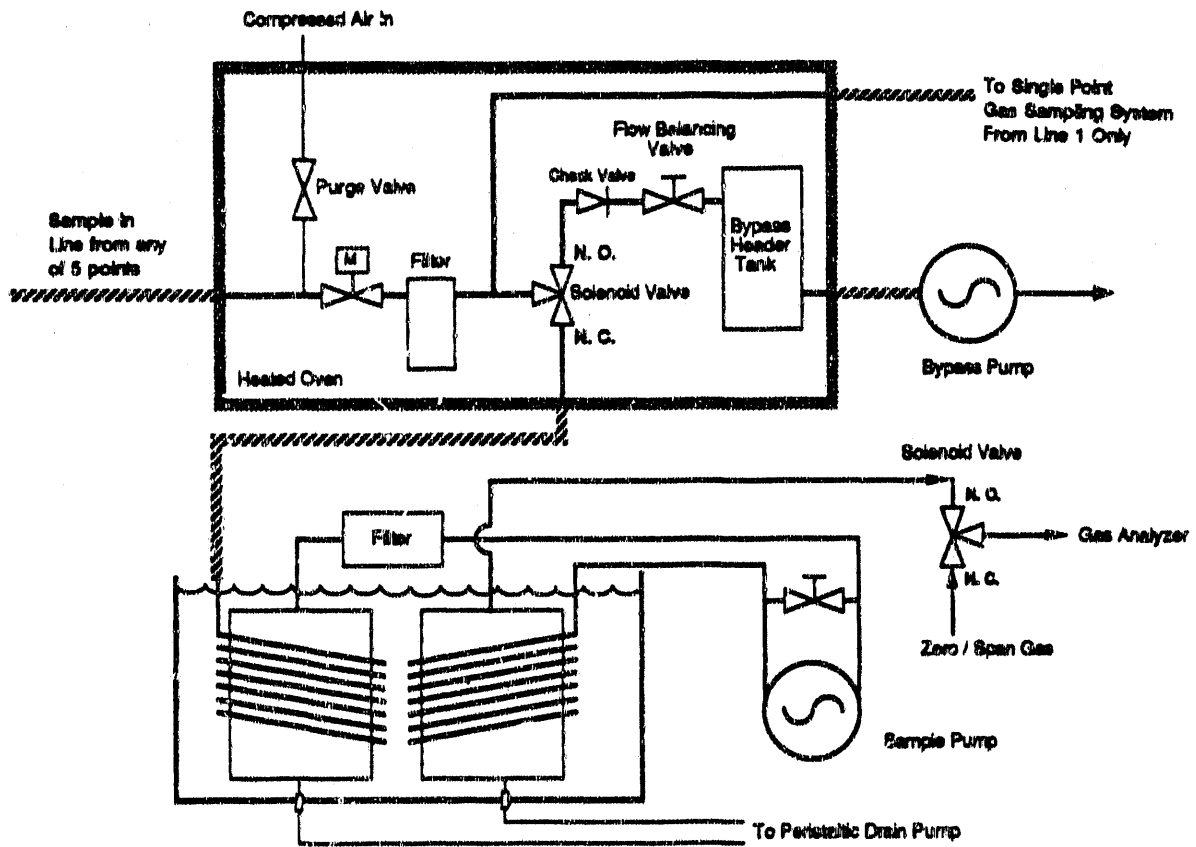 Compressed Air In
To Single Point
Gas Sampling System
From Line 1 Only
Flow Balancing
Valve
Check Valve
Purge Valve
Sample In
Line from any
of 5 points
M
Filter
N. O.
Solenoid Valve
N. C.
Bypass
Header
Tank
Heated Oven
Bypass Pump
Solenoid Valve
N. O.
Filter
Gas Analyzer
N. C.
Zero / Span Gas
Sample Pump
To Peristaltic Drain Pump